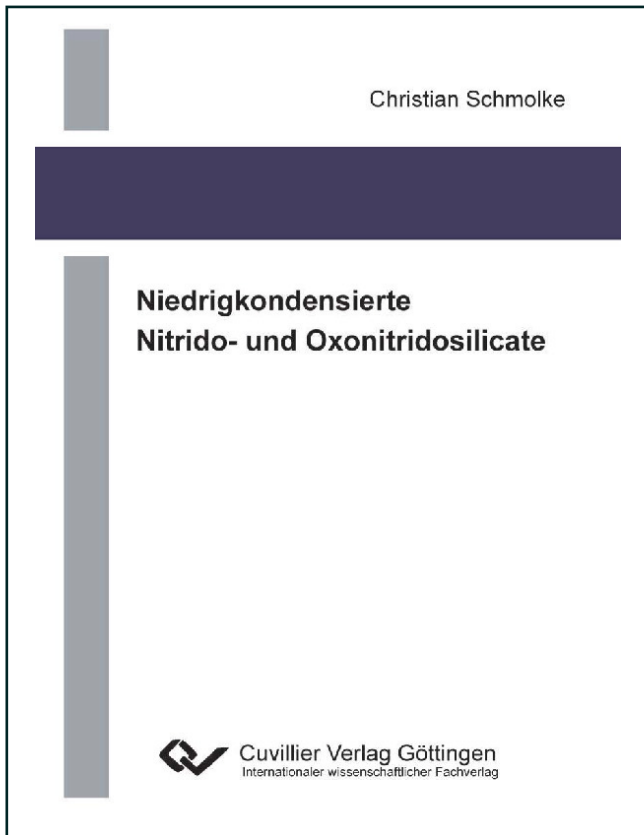 Christian Schmolke
Niedrigkondensierte
Nitrido- und Oxonitridosilicate
Cuvillier Verlag Göttingen
Internationaler wissenschaftlicher Fachverlag